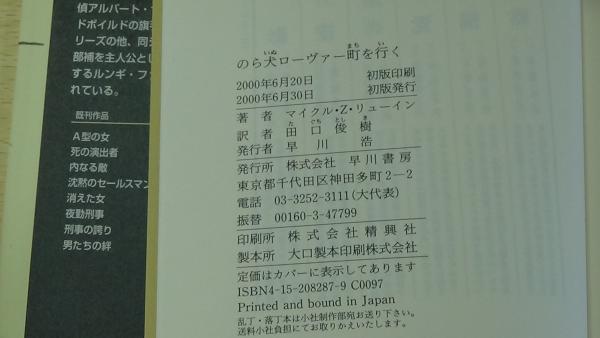 偵アルバート・
ドボイルドの旗
リーズの他、同
部補を主人公とし
するルンギ・フ
れている。
既刊作品
A型の女
死の演出者
内なる敵
沈黙のセールスマン
消えた女
夜勤刑事
刑事の誇り
男たちの絆
のら犬ローヴァー町を行く
いぬ まち い
2000年6月20日 初版印刷
2000年6月30日 初版発行
著者 マイクル・Z・リューイン
訳者 田口俊樹
た ぐち とし き
発行者 早川 浩
発行所 株式会社 早川書房
東京都千代田区神田多町2-2
電話 03-3252-3111(大代表)
振替 00160-3-47799
印刷所 株式会社精興社
製本所 大口製本印刷株式会社
定価はカバーに表示してあります
ISBN4-15-208287-9 C0097
Printed and bound in Japan
乱丁・落丁本は小社制作部宛お送り下さい。
送料小社負担にてお取りかえいたします。